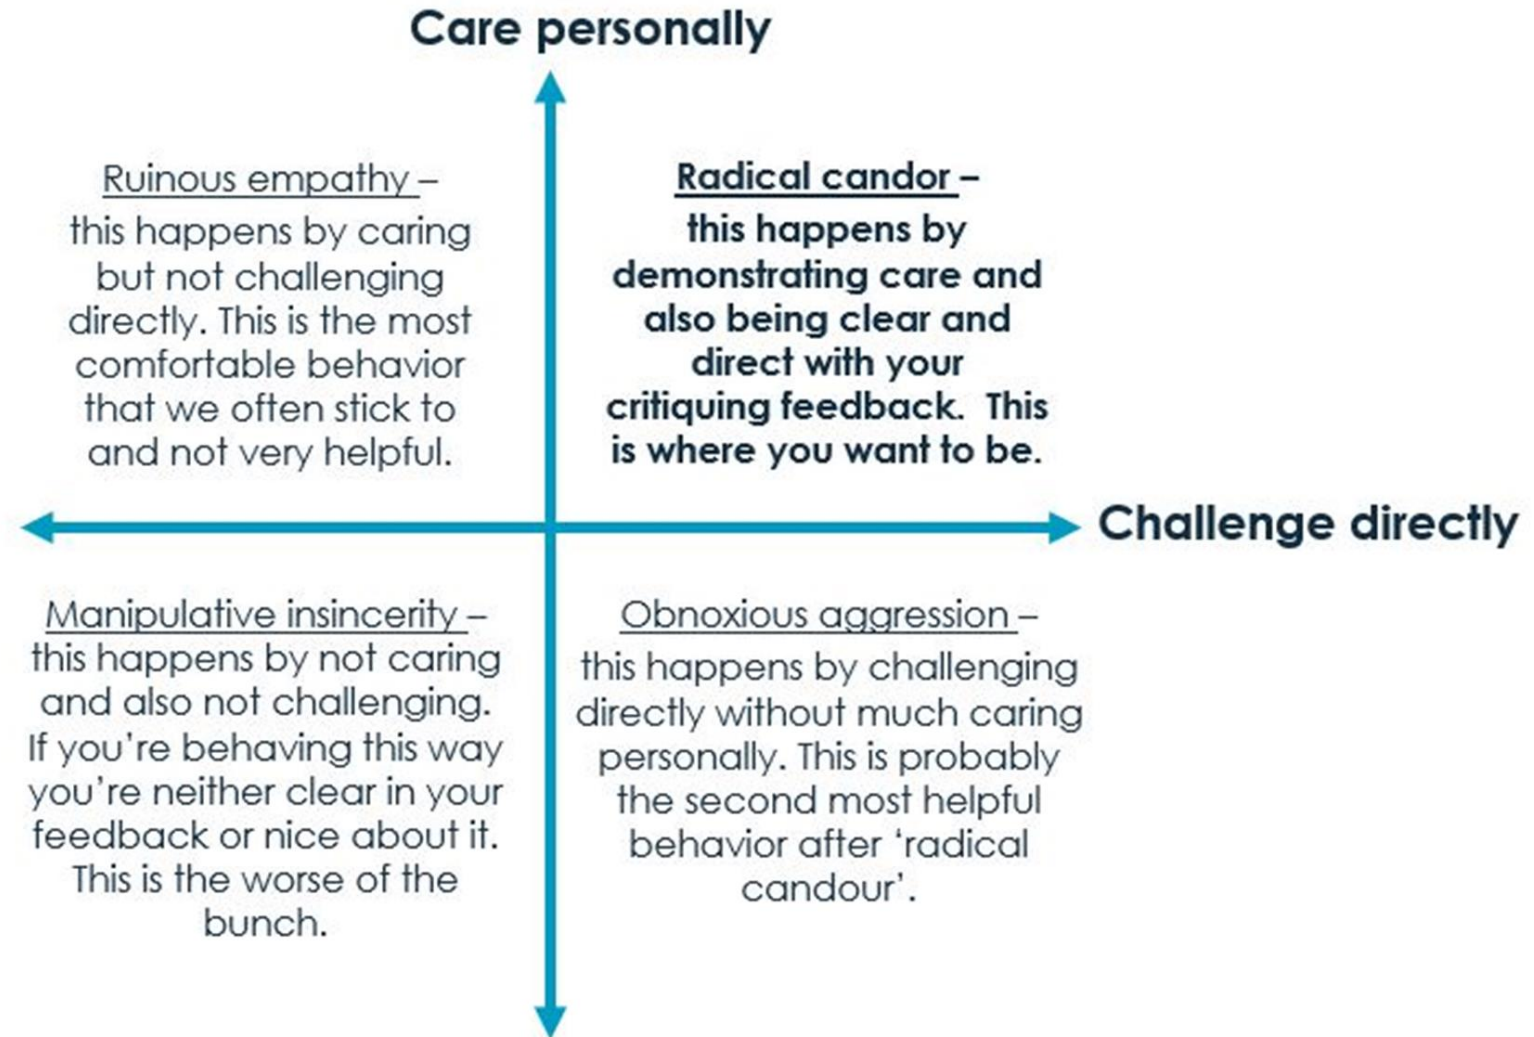 Care personally
Ruinous empathy –
this happens by caring
but not challenging
directly. This is the most
comfortable behavior
that we often stick to
and not very helpful.
Radical candor –
this happens by
demonstrating care and
also being clear and
direct with your
critiquing feedback.  This
is where you want to be.
Challenge directly
Manipulative insincerity –
this happens by not caring
and also not challenging.
If you're behaving this way
you're neither clear in your
feedback or nice about it.
This is the worse of the
bunch.
Obnoxious aggression –
this happens by challenging
directly without much caring
personally. This is probably
the second most helpful
behavior after ‘radical
candour’.